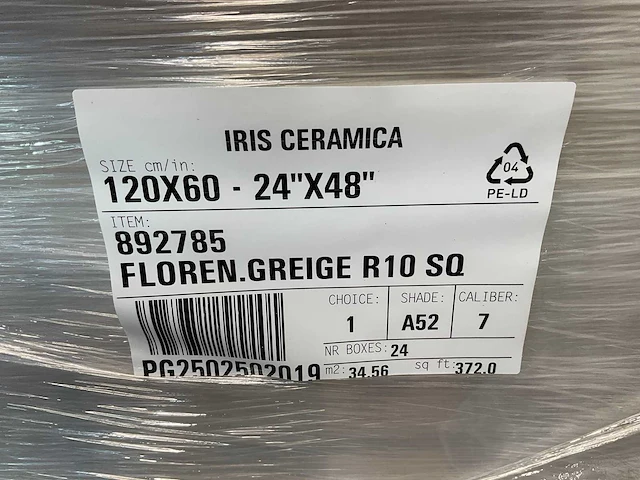 IRIS CERAMICA
SIZE cm/in:
120X60 - 24"X48"
04
PE-LD
ITEM:
892785
FLOREN.GREIGE R10 SQ
CHOICE: SHADE: CALIBER:
1 A52 7
NR BOXES: 24
PG2502502019 m2: 34.56 sq ft: 372.0